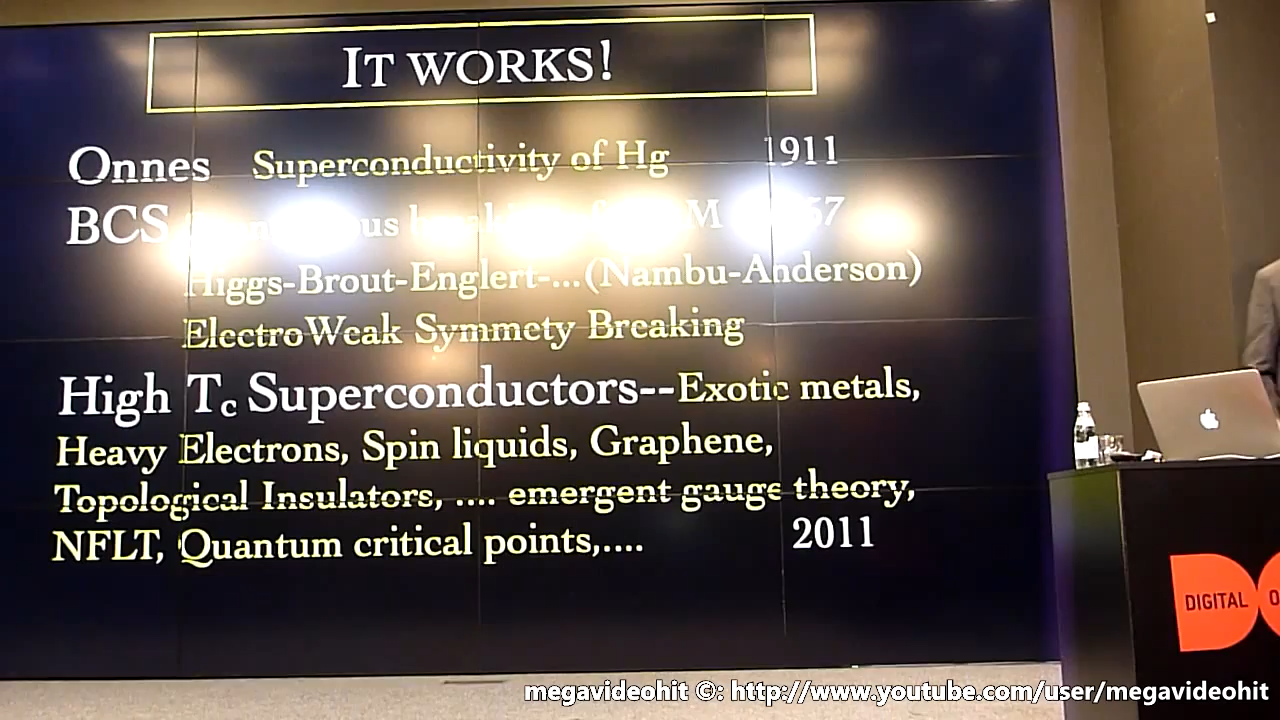 IT WORKS!
Onnes Superconductivity of Hg 1911
BCS
Higgs-Brout-Englert-...(Nambu-Anderson)
ElectroWeak Symmety Breaking
High Tc Superconductors--Exotic metals,
Heavy Electrons, Spin liquids, Graphene,
Topological Insulators, .... emergent gauge theory,
NFLT, Quantum critical points,....
2011
DIGITAL
megavideohit ©: http://www.youtube.com/user/megavideohit